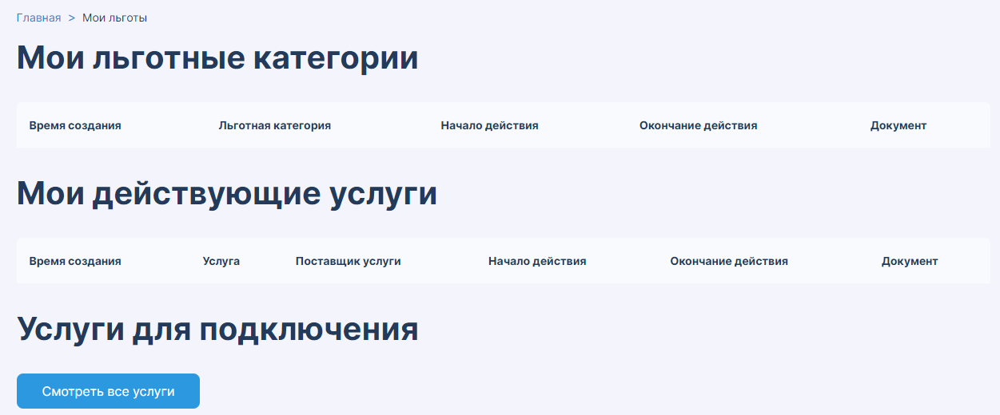 Главная > Мои льготы
Мои льготные категории
Время создания Льготная категория Начало действия Окончание действия Документ
Мои действующие услуги
Время создания Услуга Поставщик услуги Начало действия Окончание действия Документ
Услуги для подключения
Смотреть все услуги